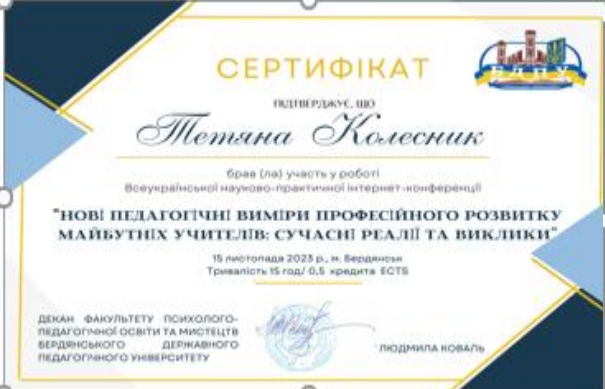 СЕРТИФІКАТ
БДПУ
ПІДТВЕРДЖУЄ, ЩО
Тетяна Колесник
брав (ла) участь у роботі
Всеукраїнської науково-практичної інтернет-конференції
"НОВІ ПЕДАГОГІЧНІ ВИМІРИ ПРОФЕСІЙНОГО РОЗВИТКУ
МАЙБУТНІХ УЧИТЕЛІВ: СУЧАСНІ РЕАЛІЇ ТА ВИКЛИКИ"
15 листопада 2023 р., м. Бердянськ
Тривалість 15 год/ 0,5 кредита ECTS
ДЕКАН ФАКУЛЬТЕТУ ПСИХОЛОГО-
ПЕДАГОГІЧНОЇ ОСВІТИ ТА МИСТЕЦТВ
БЕРДЯНСЬКОГО ДЕРЖАВНОГО
ПЕДАГОГІЧНОГО УНІВЕРСИТЕТУ
ЛЮДМИЛА КОВАЛЬ